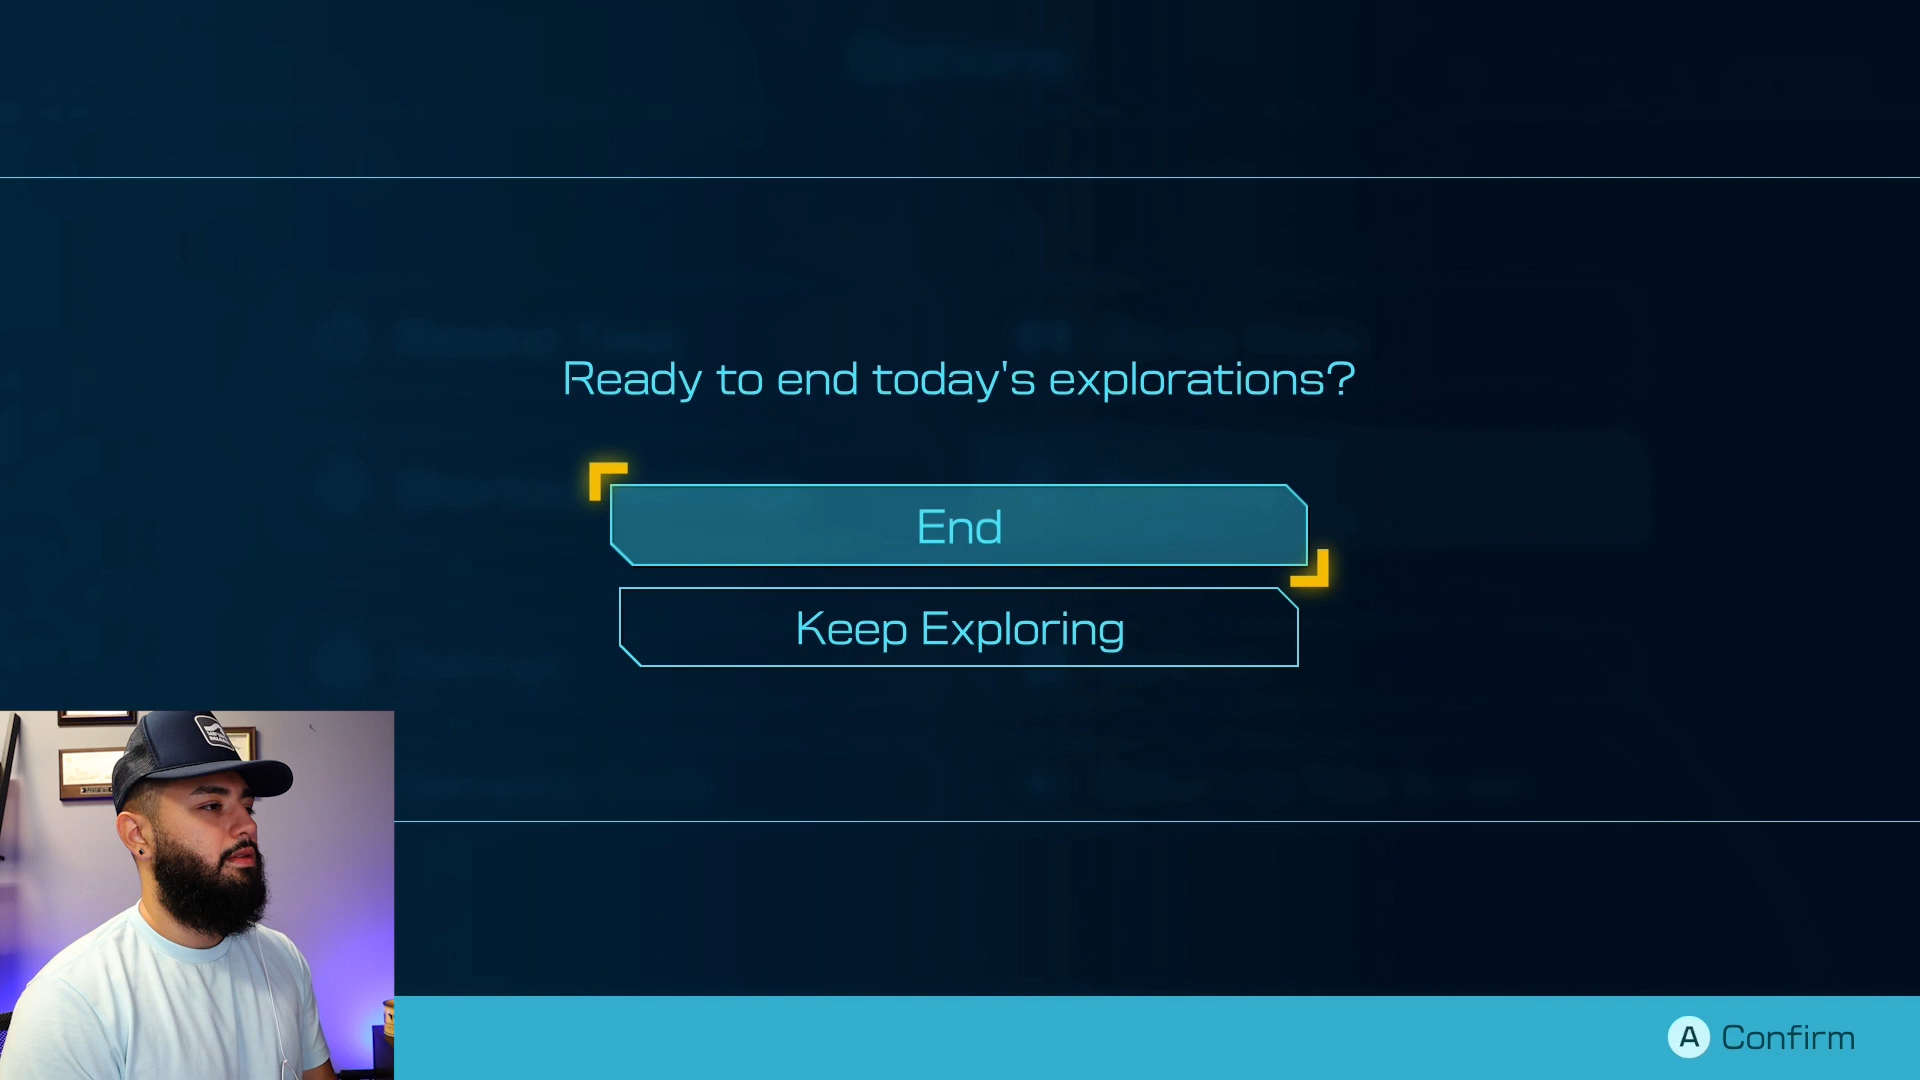 Ready to end today's explorations?
End
Keep Exploring
A Confirm